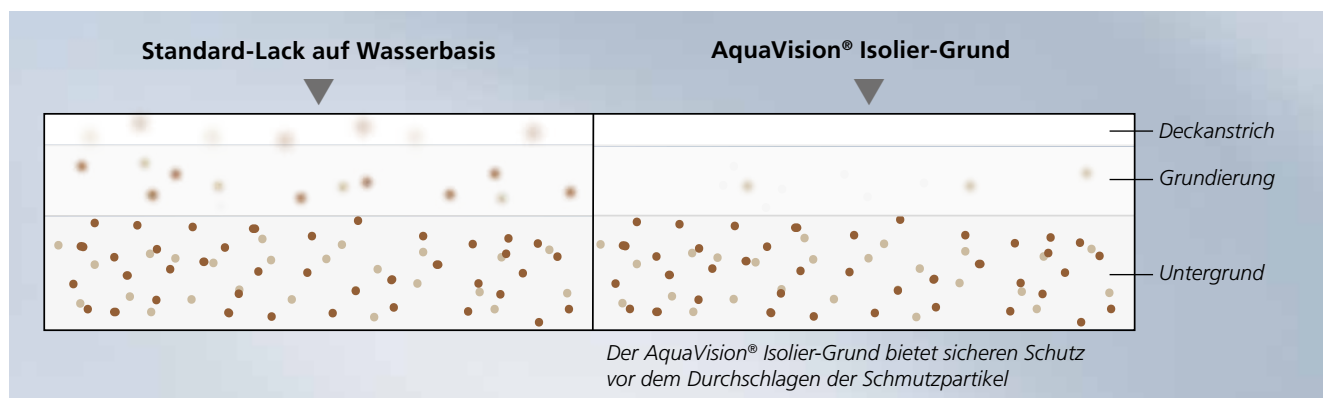 Standard-Lack auf Wasserbasis
AquaVision® Isolier-Grund
Deckanstrich
Grundierung
Untergrund
Der AquaVision® Isolier-Grund bietet sicheren Schutz
vor dem Durchschlagen der Schmutzpartikel